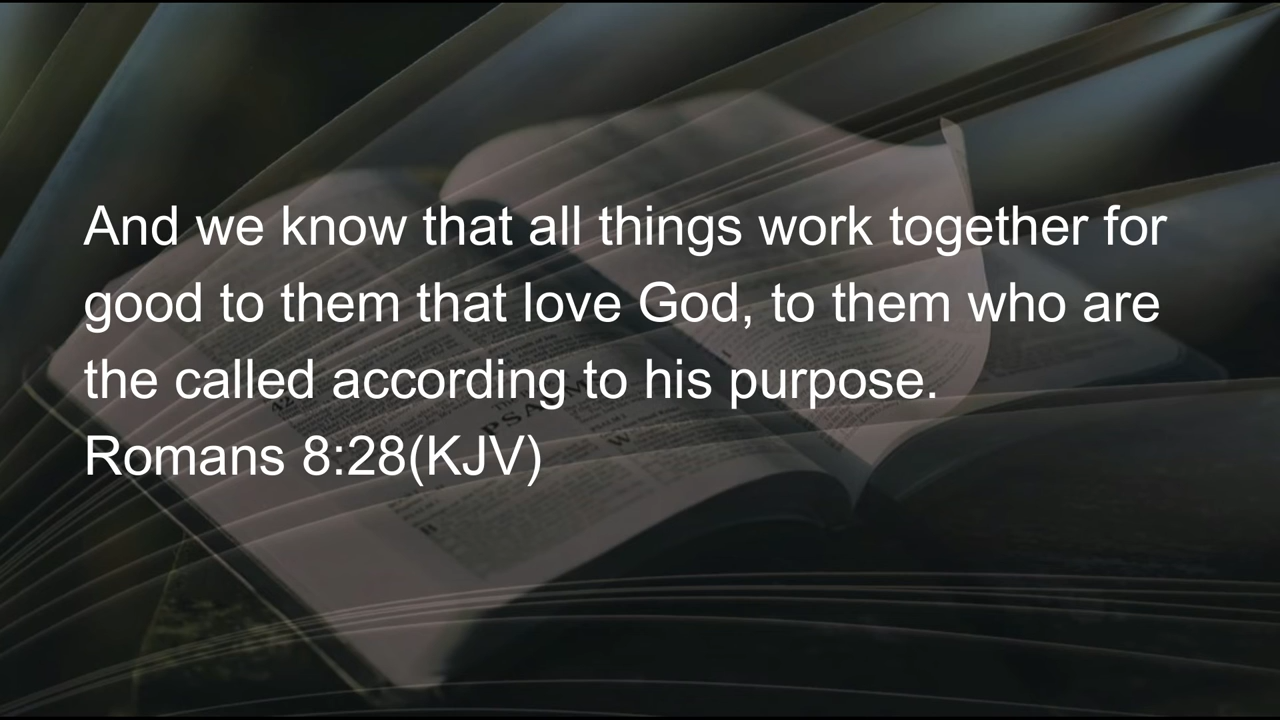 And we know that all things work together for
good to them that love God, to them who are
the called according to his purpose.
Romans 8:28(KJV)
PSALMS